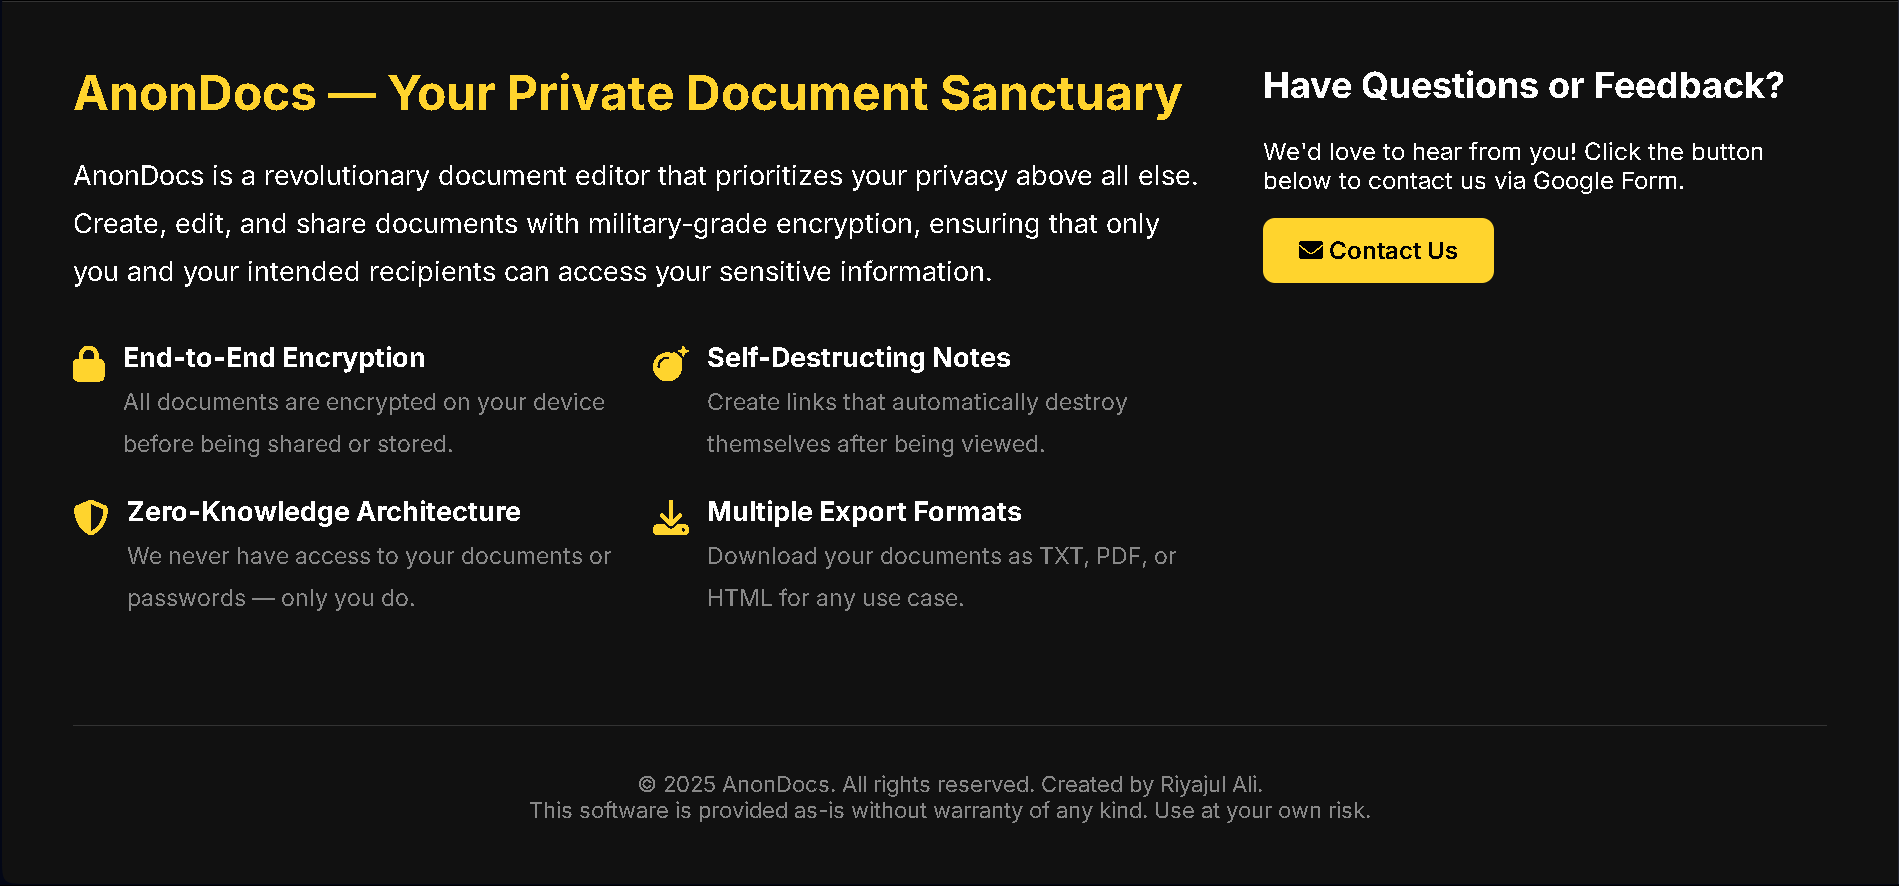 AnonDocs — Your Private Document Sanctuary
AnonDocs is a revolutionary document editor that prioritizes your privacy above all else.
Create, edit, and share documents with military-grade encryption, ensuring that only
you and your intended recipients can access your sensitive information.
End-to-End Encryption
All documents are encrypted on your device
before being shared or stored.
Self-Destructing Notes
Create links that automatically destroy
themselves after being viewed.
Zero-Knowledge Architecture
We never have access to your documents or
passwords — only you do.
Multiple Export Formats
Download your documents as TXT, PDF, or
HTML for any use case.
Have Questions or Feedback?
We'd love to hear from you! Click the button
below to contact us via Google Form.
Contact Us
© 2025 AnonDocs. All rights reserved. Created by Riyajul Ali.
This software is provided as-is without warranty of any kind. Use at your own risk.